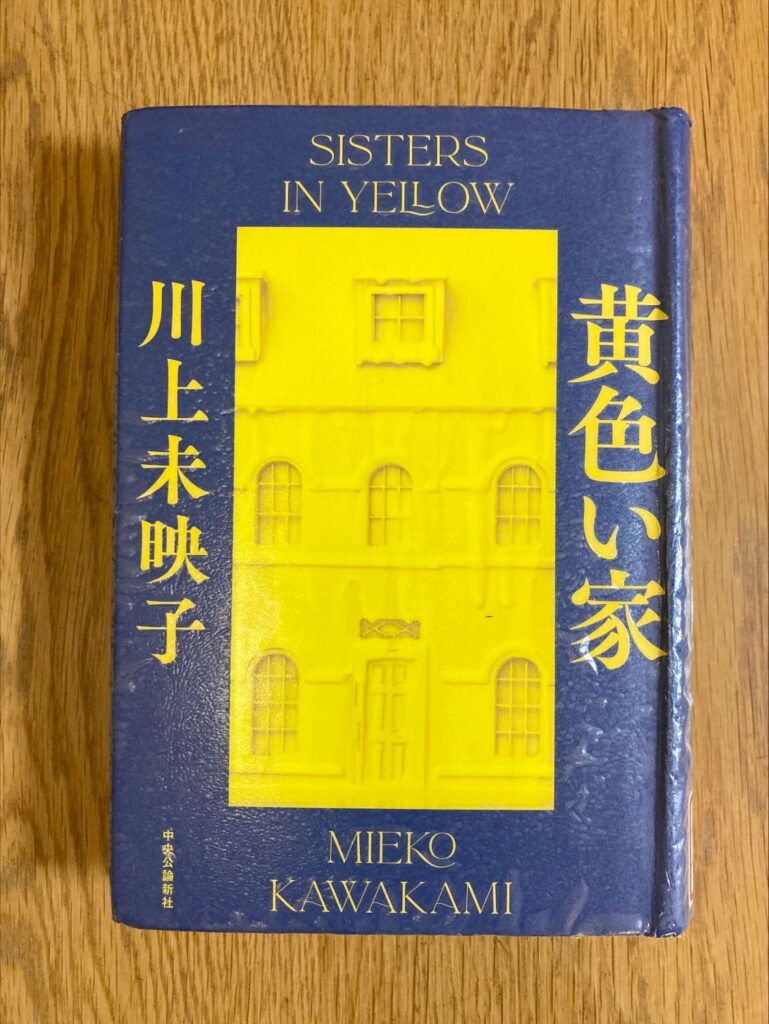 SISTERS
IN YELLOW
黄色い家
川上未映子
MIEKO
KAWAKAMI
中央公論新社